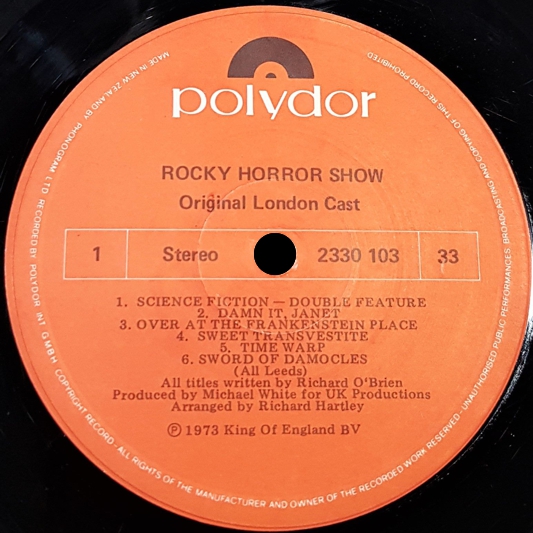 polydor
ROCKY HORROR SHOW
Original London Cast
1 Stereo 2330 103 33
1. SCIENCE FICTION — DOUBLE FEATURE
2. DAMN IT, JANET
3. OVER AT THE FRANKENSTEIN PLACE
4. SWEET TRANSVESTITE
5. TIME WARP
6. SWORD OF DAMOCLES
(All Leeds)
All titles written by Richard O'Brien
Produced by Michael White for UK Productions
Arranged by Richard Hartley
℗ 1973 King Of England BV
MADE IN NEW ZEALAND BY PHONOGRAM LTD RECORDED BY POLYDOR INT GMBH COPYRIGHT RECORD - ALL RIGHTS OF THE MANUFACTURER AND OWNER OF THE RECORDED WORK RESERVED - UNAUTHORISED PUBLIC PERFORMANCES BROADCASTING AND COPYING OF THIS RECORD PROHIBITED